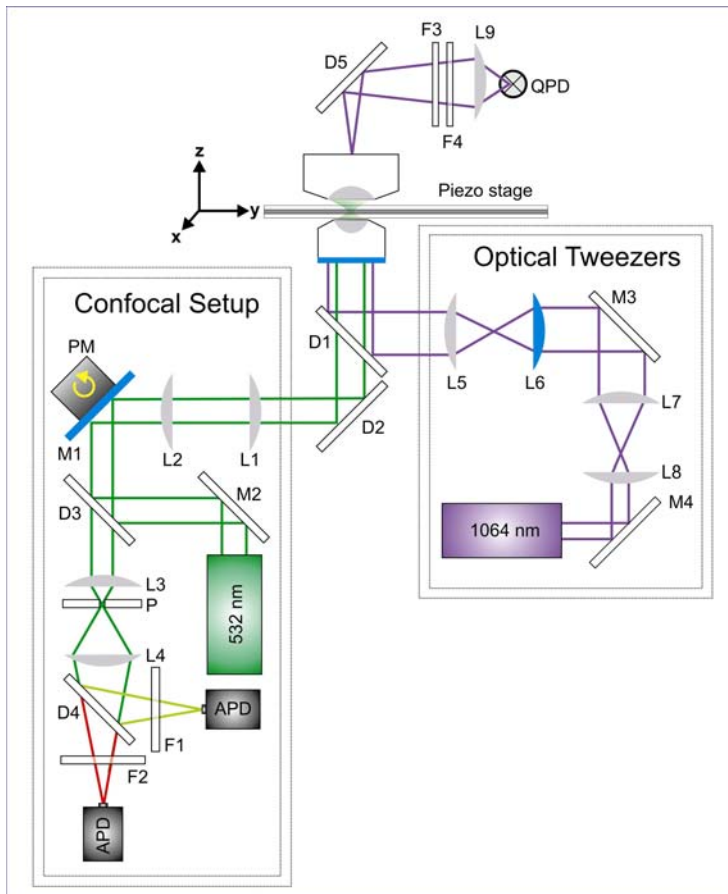 F3
L9
D5
QPD
F4
z
y
x
Piezo stage
Optical Tweezers
Confocal Setup
M3
PM
D1
L5
L6
L7
M1
L2
L1
D2
L8
M2
M4
D3
1064 nm
L3
P
532 nm
L4
D4
APD
F1
F2
APD